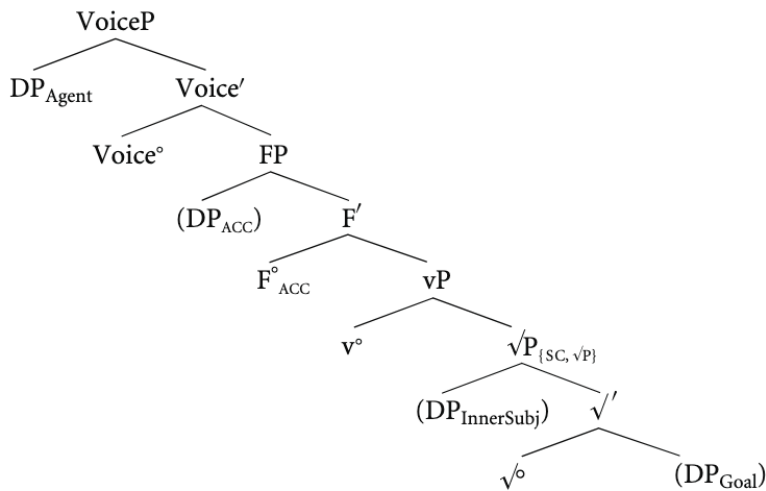 VoiceP
DP_Agent Voice′
Voice° FP
(DP_ACC) F′
F°_ACC vP
v° √P_{SC, √P}
(DP_InnerSubj) √′
√° (DP_Goal)